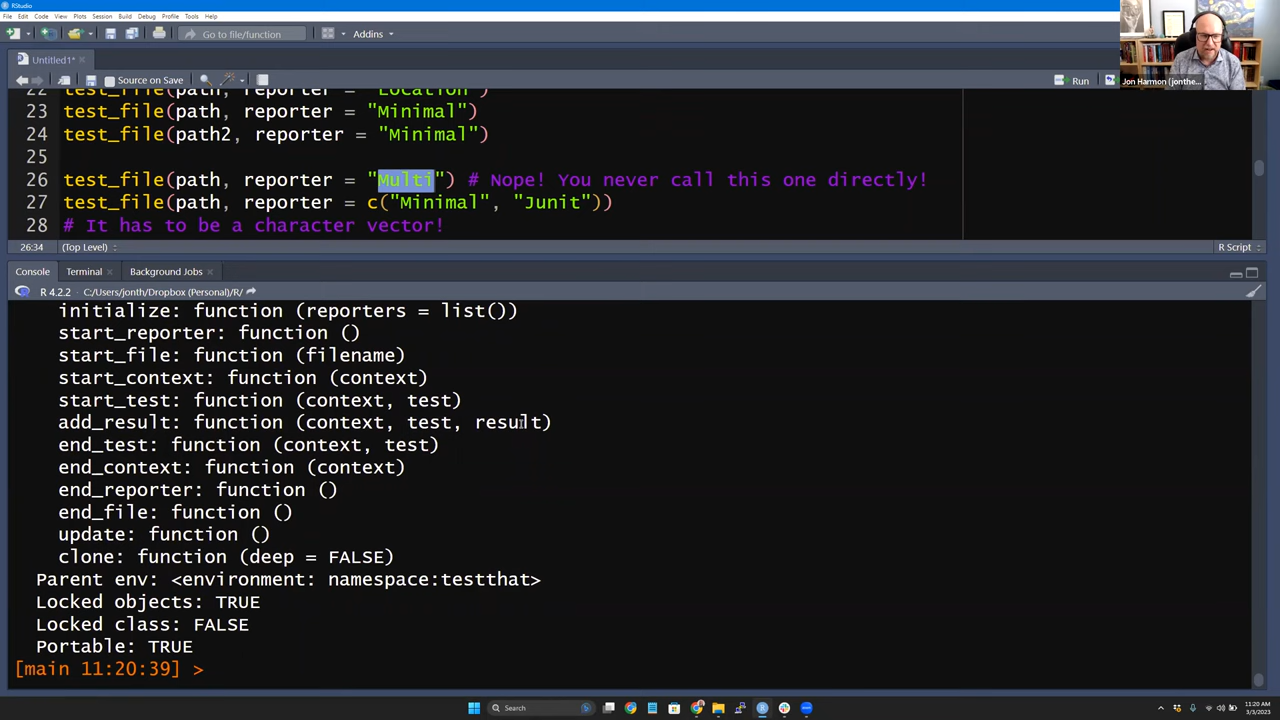 RStudio
File Edit Code View Plots Session Build Debug Profile Tools Help
Go to file/function
Addins
Untitled1*
Source on Save
Run
Jon Harmon (jonthe...
22 test_file(path, reporter = "Location")
23 test_file(path, reporter = "Minimal")
24 test_file(path2, reporter = "Minimal")
25
26 test_file(path, reporter = "Multi") # Nope! You never call this one directly!
27 test_file(path, reporter = c("Minimal", "Junit"))
28 # It has to be a character vector!
26:34 (Top Level) R Script
Console Terminal Background Jobs
R 4.2.2 · C:/Users/jonth/Dropbox (Personal)/R/
initialize: function (reporters = list())
start_reporter: function ()
start_file: function (filename)
start_context: function (context)
start_test: function (context, test)
add_result: function (context, test, result)
end_test: function (context, test)
end_context: function (context)
end_reporter: function ()
end_file: function ()
update: function ()
clone: function (deep = FALSE)
Parent env: <environment: namespace:testthat>
Locked objects: TRUE
Locked class: FALSE
Portable: TRUE
[main 11:20:39] >
Search
11:20 AM
3/3/2023